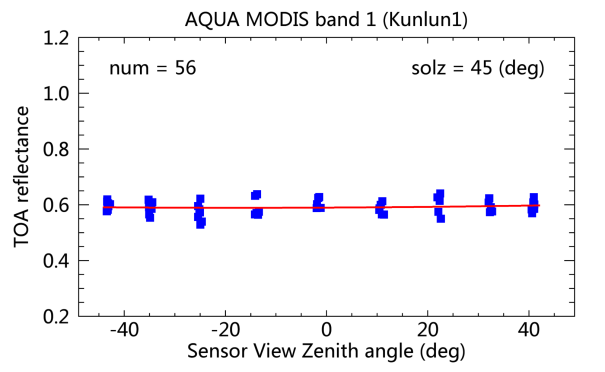 AQUA MODIS band 1 (Kunlun1)
num = 56 solz = 45 (deg)
TOA reflectance
1.2
1.0
0.8
0.6
0.4
0.2
-40 -20 0 20 40
Sensor View Zenith angle (deg)